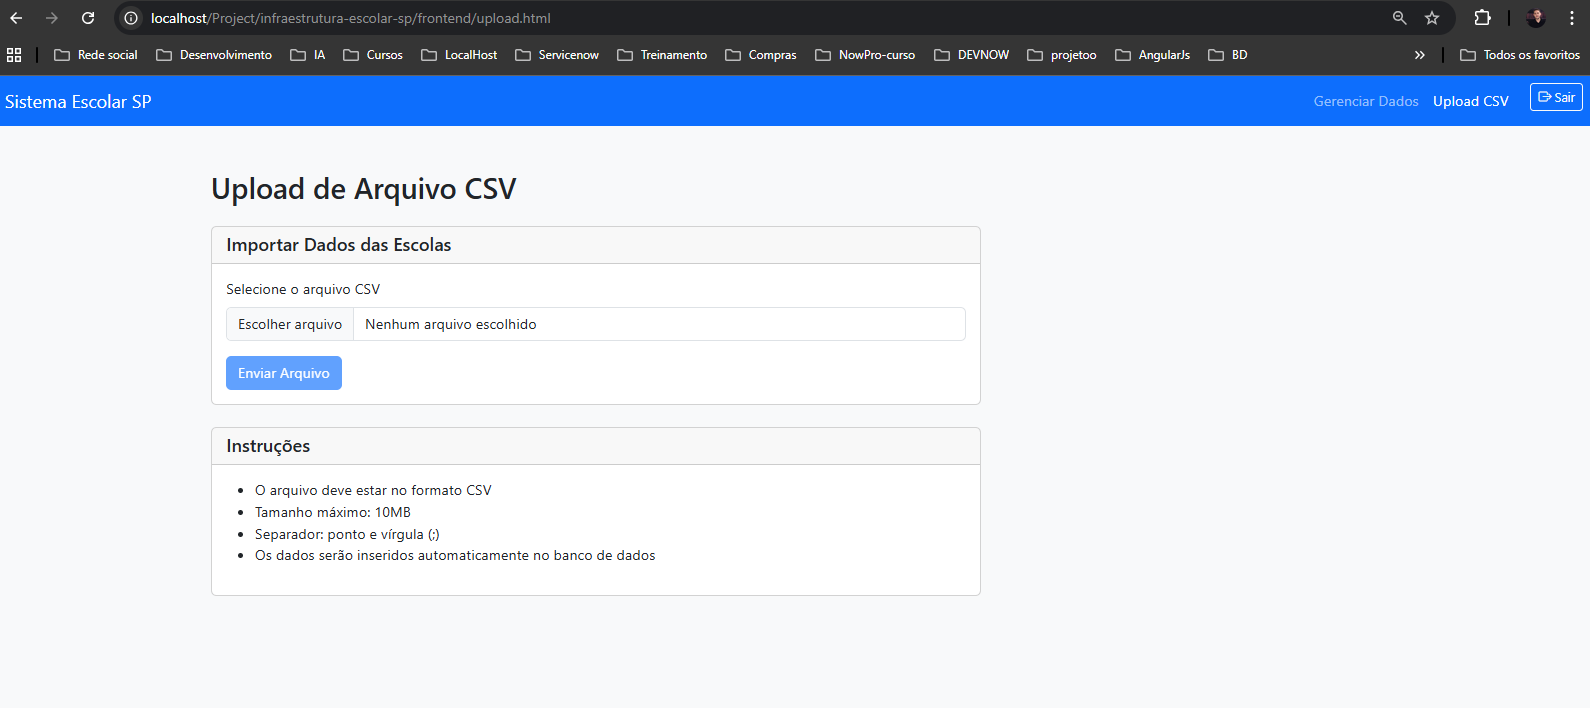 localhost/Project/infraestrutura-escolar-sp/frontend/upload.html
Rede social Desenvolvimento IA Cursos LocalHost Servicenow Treinamento Compras NowPro-curso DEVNOW projetoo AngularJs BD » Todos os favoritos
Sistema Escolar SP Gerenciar Dados Upload CSV Sair
Upload de Arquivo CSV
Importar Dados das Escolas
Selecione o arquivo CSV
Escolher arquivo Nenhum arquivo escolhido
Enviar Arquivo
Instruções
• O arquivo deve estar no formato CSV
• Tamanho máximo: 10MB
• Separador: ponto e vírgula (;)
• Os dados serão inseridos automaticamente no banco de dados